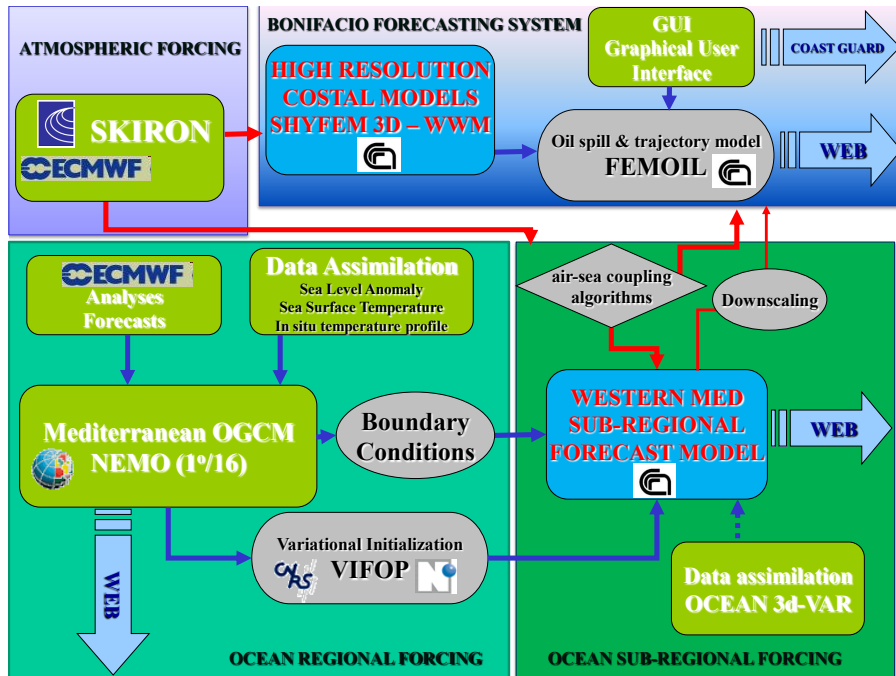 ATMOSPHERIC FORCING
SKIRON
ECMWF
BONIFACIO FORECASTING SYSTEM
HIGH RESOLUTION
COSTAL MODELS
SHYFEM 3D – WWM
GUI
Graphical User
Interface
COAST GUARD
Oil spill & trajectory model
FEMOIL
WEB
ECMWF
Analyses
Forecasts
Data Assimilation
Sea Level Anomaly
Sea Surface Temperature
In situ temperature profile
air-sea coupling
algorithms
Downscaling
Mediterranean OGCM
NEMO (1º/16)
Boundary
Conditions
WESTERN MED
SUB-REGIONAL
FORECAST MODEL
WEB
Variational Initialization
VIFOP
CNRS
N
WEB
Data assimilation
OCEAN 3d-VAR
OCEAN REGIONAL FORCING
OCEAN SUB-REGIONAL FORCING